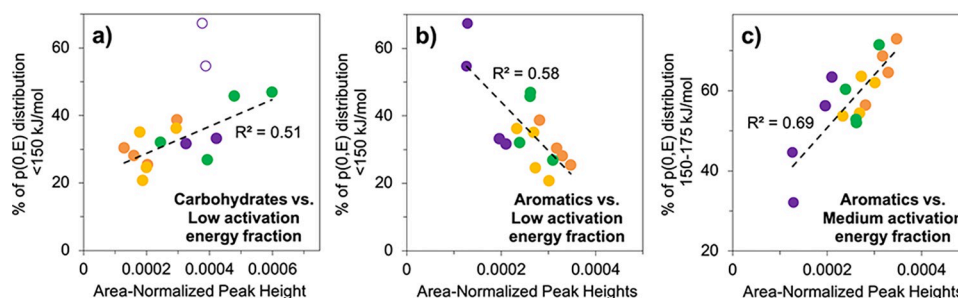 a)
% of p(0,E) distribution
<150 kJ/mol
60
40
20
0
R² = 0.51
Carbohydrates vs.
Low activation
energy fraction
0 0.0002 0.0004 0.0006
Area-Normalized Peak Height
b)
% of p(0,E) distribution
<150 kJ/mol
60
40
20
0
R² = 0.58
Aromatics vs.
Low activation
energy fraction
0 0.0002 0.0004
Area-Normalized Peak Heights
c)
% of p(0,E) distribution
150-175 kJ/mol
60
40
20
R² = 0.69
Aromatics vs.
Medium activation
energy fraction
0 0.0002 0.0004
Area-Normalized Peak Heights